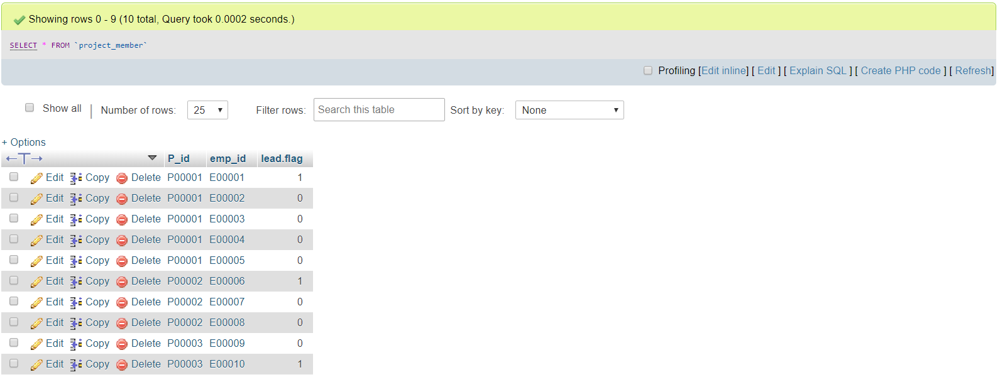 Showing rows 0 - 9 (10 total, Query took 0.0002 seconds.)
SELECT * FROM `project_member`
Profiling [Edit inline] [ Edit ] [ Explain SQL ] [ Create PHP code ] [ Refresh]
Show all | Number of rows: 25 Filter rows: Search this table Sort by key: None
+ Options
←T→ P_id emp_id lead.flag
Edit Copy Delete P00001 E00001 1
Edit Copy Delete P00001 E00002 0
Edit Copy Delete P00001 E00003 0
Edit Copy Delete P00001 E00004 0
Edit Copy Delete P00001 E00005 0
Edit Copy Delete P00002 E00006 1
Edit Copy Delete P00002 E00007 0
Edit Copy Delete P00002 E00008 0
Edit Copy Delete P00003 E00009 0
Edit Copy Delete P00003 E00010 1